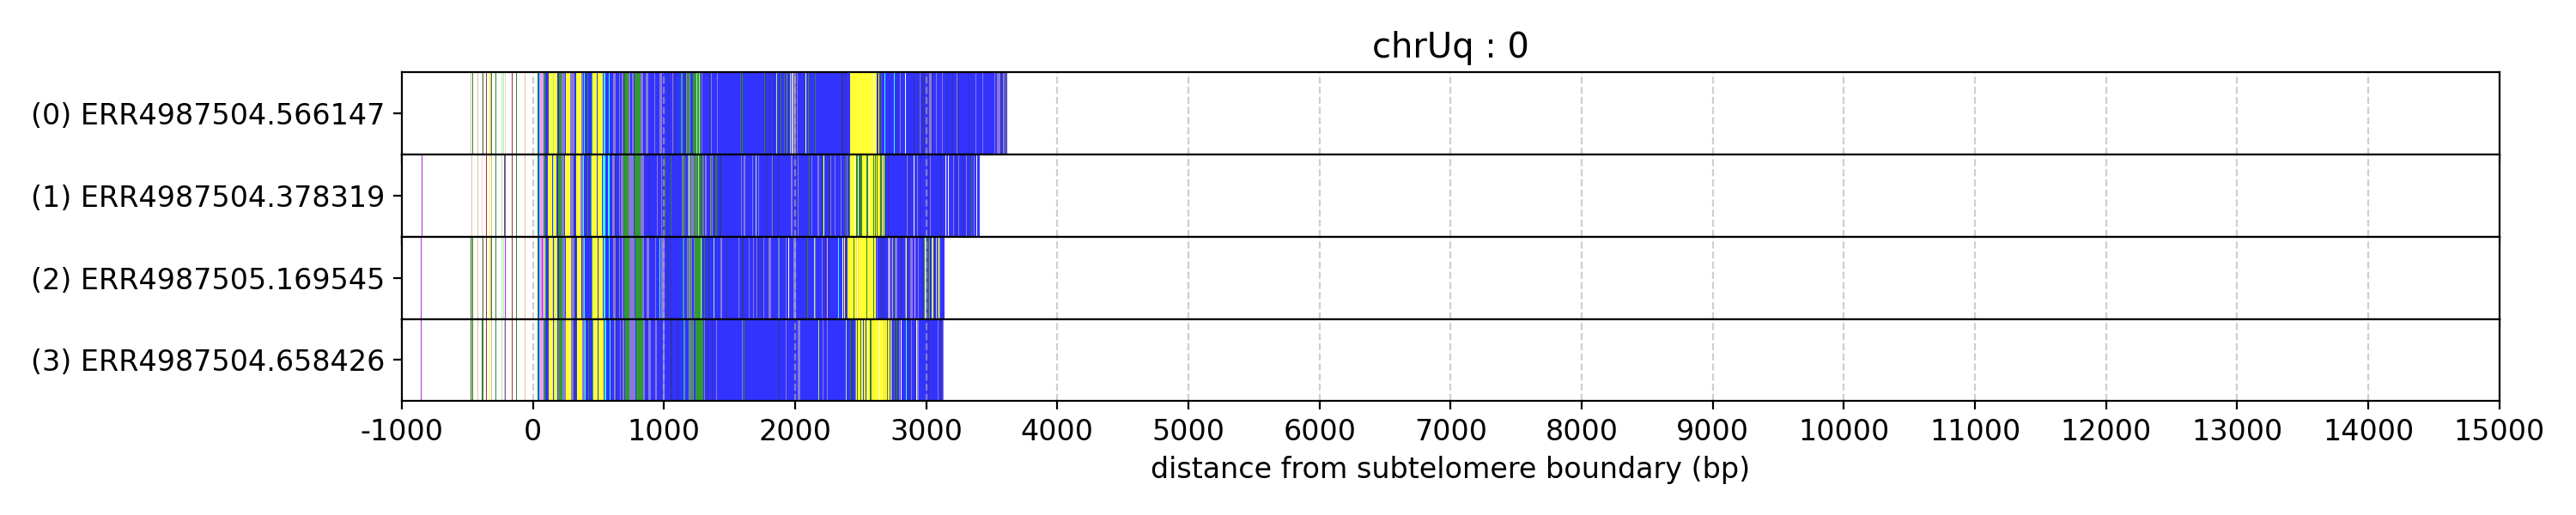 chrUq : 0
(0) ERR4987504.566147
(1) ERR4987504.378319
(2) ERR4987505.169545
(3) ERR4987504.658426
-1000 0 1000 2000 3000 4000 5000 6000 7000 8000 9000 10000 11000 12000 13000 14000 15000
distance from subtelomere boundary (bp)